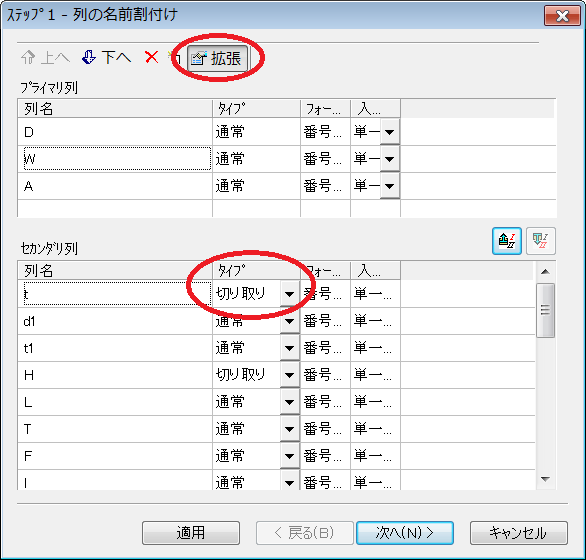 ｽﾃｯﾌﾟ1 - 列の名前割付け
上へ 下へ 拡張
ﾌﾟﾗｲﾏﾘ列
列名 ﾀｲﾌﾟ ﾌｫｰ... 入...
D 通常 番号... 単一
W 通常 番号... 単一
A 通常 番号... 単一
ｾｶﾝﾀﾞﾘ列
列名 ﾀｲﾌﾟ ﾌｫｰ... 入...
t 切り取り 番号... 単一...
d1 通常 番号... 単一...
t1 通常 番号... 単一...
H 切り取り 番号... 単一...
L 通常 番号... 単一...
T 通常 番号... 単一...
F 通常 番号... 単一...
I 通常 番号... 単一...
適用 < 戻る(B) 次へ(N) > キャンセル